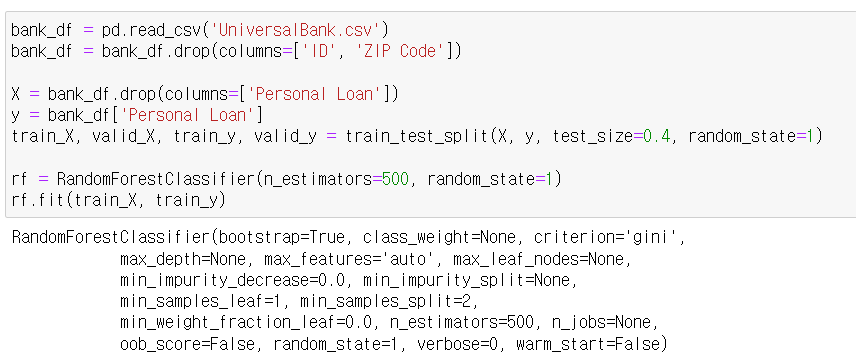 bank_df = pd.read_csv('UniversalBank.csv')
bank_df = bank_df.drop(columns=['ID', 'ZIP Code'])
X = bank_df.drop(columns=['Personal Loan'])
y = bank_df['Personal Loan']
train_X, valid_X, train_y, valid_y = train_test_split(X, y, test_size=0.4, random_state=1)
rf = RandomForestClassifier(n_estimators=500, random_state=1)
rf.fit(train_X, train_y)
RandomForestClassifier(bootstrap=True, class_weight=None, criterion='gini',
max_depth=None, max_features='auto', max_leaf_nodes=None,
min_impurity_decrease=0.0, min_impurity_split=None,
min_samples_leaf=1, min_samples_split=2,
min_weight_fraction_leaf=0.0, n_estimators=500, n_jobs=None,
oob_score=False, random_state=1, verbose=0, warm_start=False)